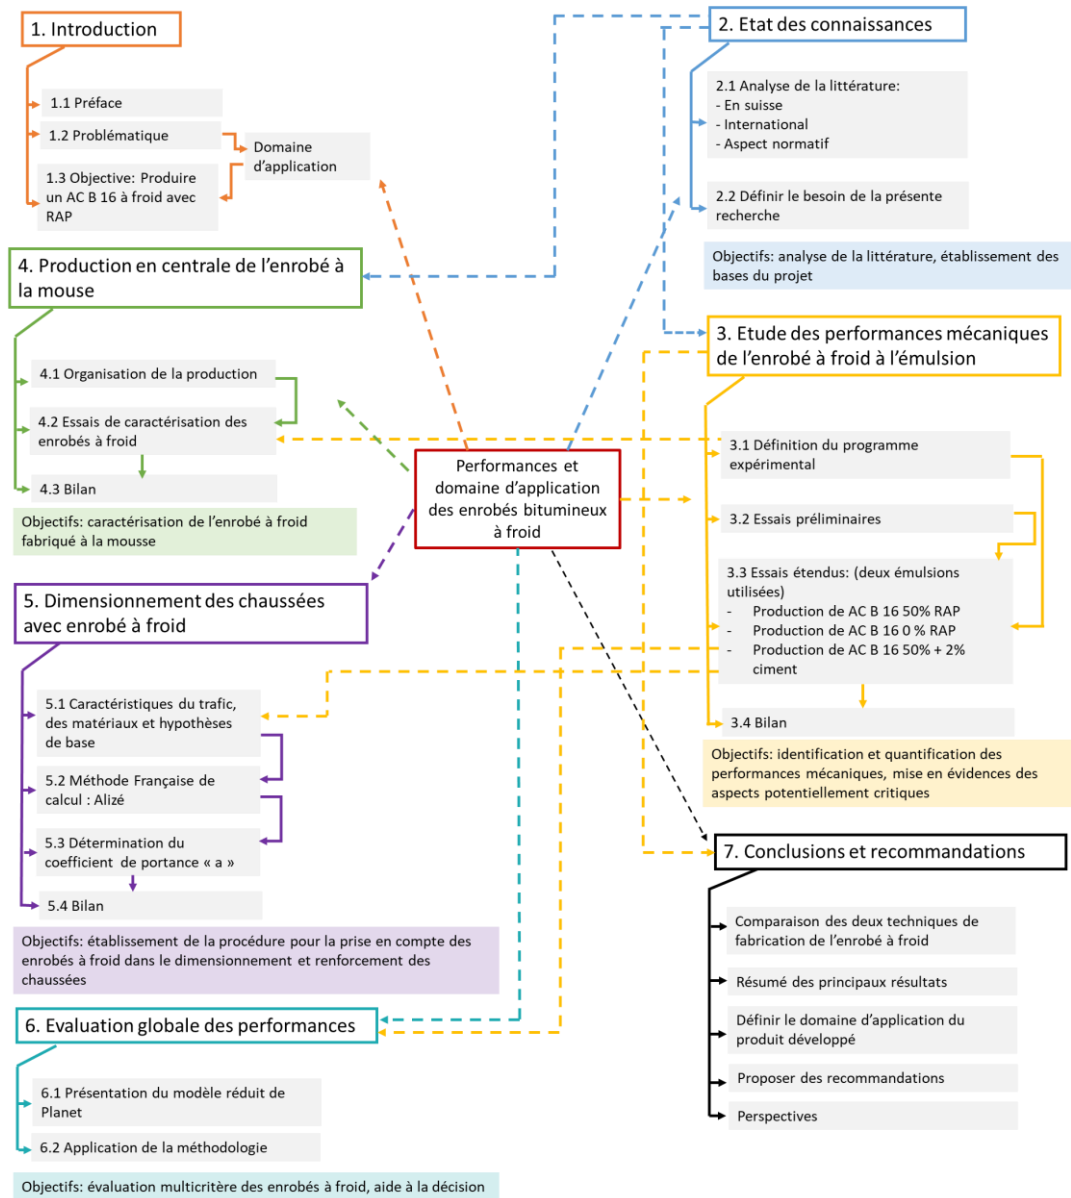 1. Introduction
1.1 Préface
1.2 Problématique
1.3 Objective: Produire
un AC B 16 à froid avec
RAP
Domaine
d'application
2. Etat des connaissances
2.1 Analyse de la littérature:
- En suisse
- International
- Aspect normatif
2.2 Définir le besoin de la présente
recherche
Objectifs: analyse de la littérature, établissement des
bases du projet
4. Production en centrale de l'enrobé à
la mouse
4.1 Organisation de la production
4.2 Essais de caractérisation des
enrobés à froid
4.3 Bilan
Objectifs: caractérisation de l'enrobé à froid
fabriqué à la mousse
3. Etude des performances mécaniques
de l'enrobé à froid à l'émulsion
3.1 Définition du programme
expérimental
3.2 Essais préliminaires
3.3 Essais étendus: (deux émulsions
utilisées)
- Production de AC B 16 50% RAP
- Production de AC B 16 0 % RAP
- Production de AC B 16 50% + 2%
ciment
3.4 Bilan
Objectifs: identification et quantification des
performances mécaniques, mise en évidences des
aspects potentiellement critiques
Performances et
domaine d'application
des enrobés bitumineux
à froid
5. Dimensionnement des chaussées
avec enrobé à froid
5.1 Caractéristiques du trafic,
des matériaux et hypothèses
de base
5.2 Méthode Française de
calcul : Alizé
5.3 Détermination du
coefficient de portance « a »
5.4 Bilan
Objectifs: établissement de la procédure pour la prise en compte des
enrobés à froid dans le dimensionnement et renforcement des
chaussées
6. Evaluation globale des performances
6.1 Présentation du modèle réduit de
Planet
6.2 Application de la méthodologie
Objectifs: évaluation multicritère des enrobés à froid, aide à la décision
7. Conclusions et recommandations
Comparaison des deux techniques de
fabrication de l'enrobé à froid
Résumé des principaux résultats
Définir le domaine d'application du
produit développé
Proposer des recommandations
Perspectives